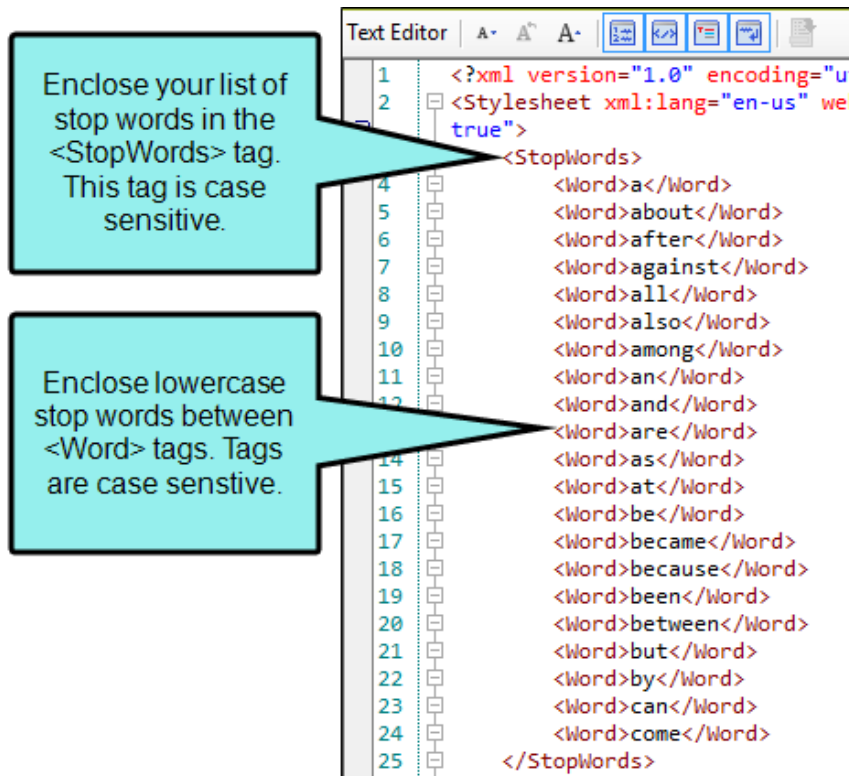 Text Editor
Enclose your list of
stop words in the
<StopWords> tag.
This tag is case
sensitive.
Enclose lowercase
stop words between
<Word> tags. Tags
are case senstive.
1 <?xml version="1.0" encoding="u
2 <Stylesheet xml:lang="en-us" we
true">
<StopWords>
4 <Word>a</Word>
5 <Word>about</Word>
6 <Word>after</Word>
7 <Word>against</Word>
8 <Word>all</Word>
9 <Word>also</Word>
10 <Word>among</Word>
11 <Word>an</Word>
12 <Word>and</Word>
<Word>are</Word>
14 <Word>as</Word>
15 <Word>at</Word>
16 <Word>be</Word>
17 <Word>became</Word>
18 <Word>because</Word>
19 <Word>been</Word>
20 <Word>between</Word>
21 <Word>but</Word>
22 <Word>by</Word>
23 <Word>can</Word>
24 <Word>come</Word>
25 </StopWords>